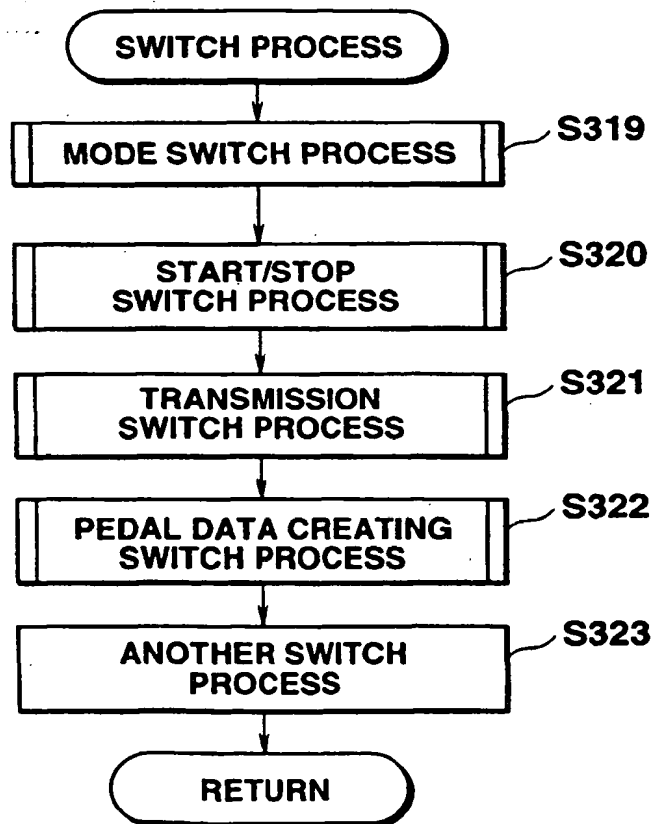 SWITCH PROCESS
MODE SWITCH PROCESS
S319
START/STOP
SWITCH PROCESS
S320
TRANSMISSION
SWITCH PROCESS
S321
PEDAL DATA CREATING
SWITCH PROCESS
S322
ANOTHER SWITCH
PROCESS
S323
RETURN